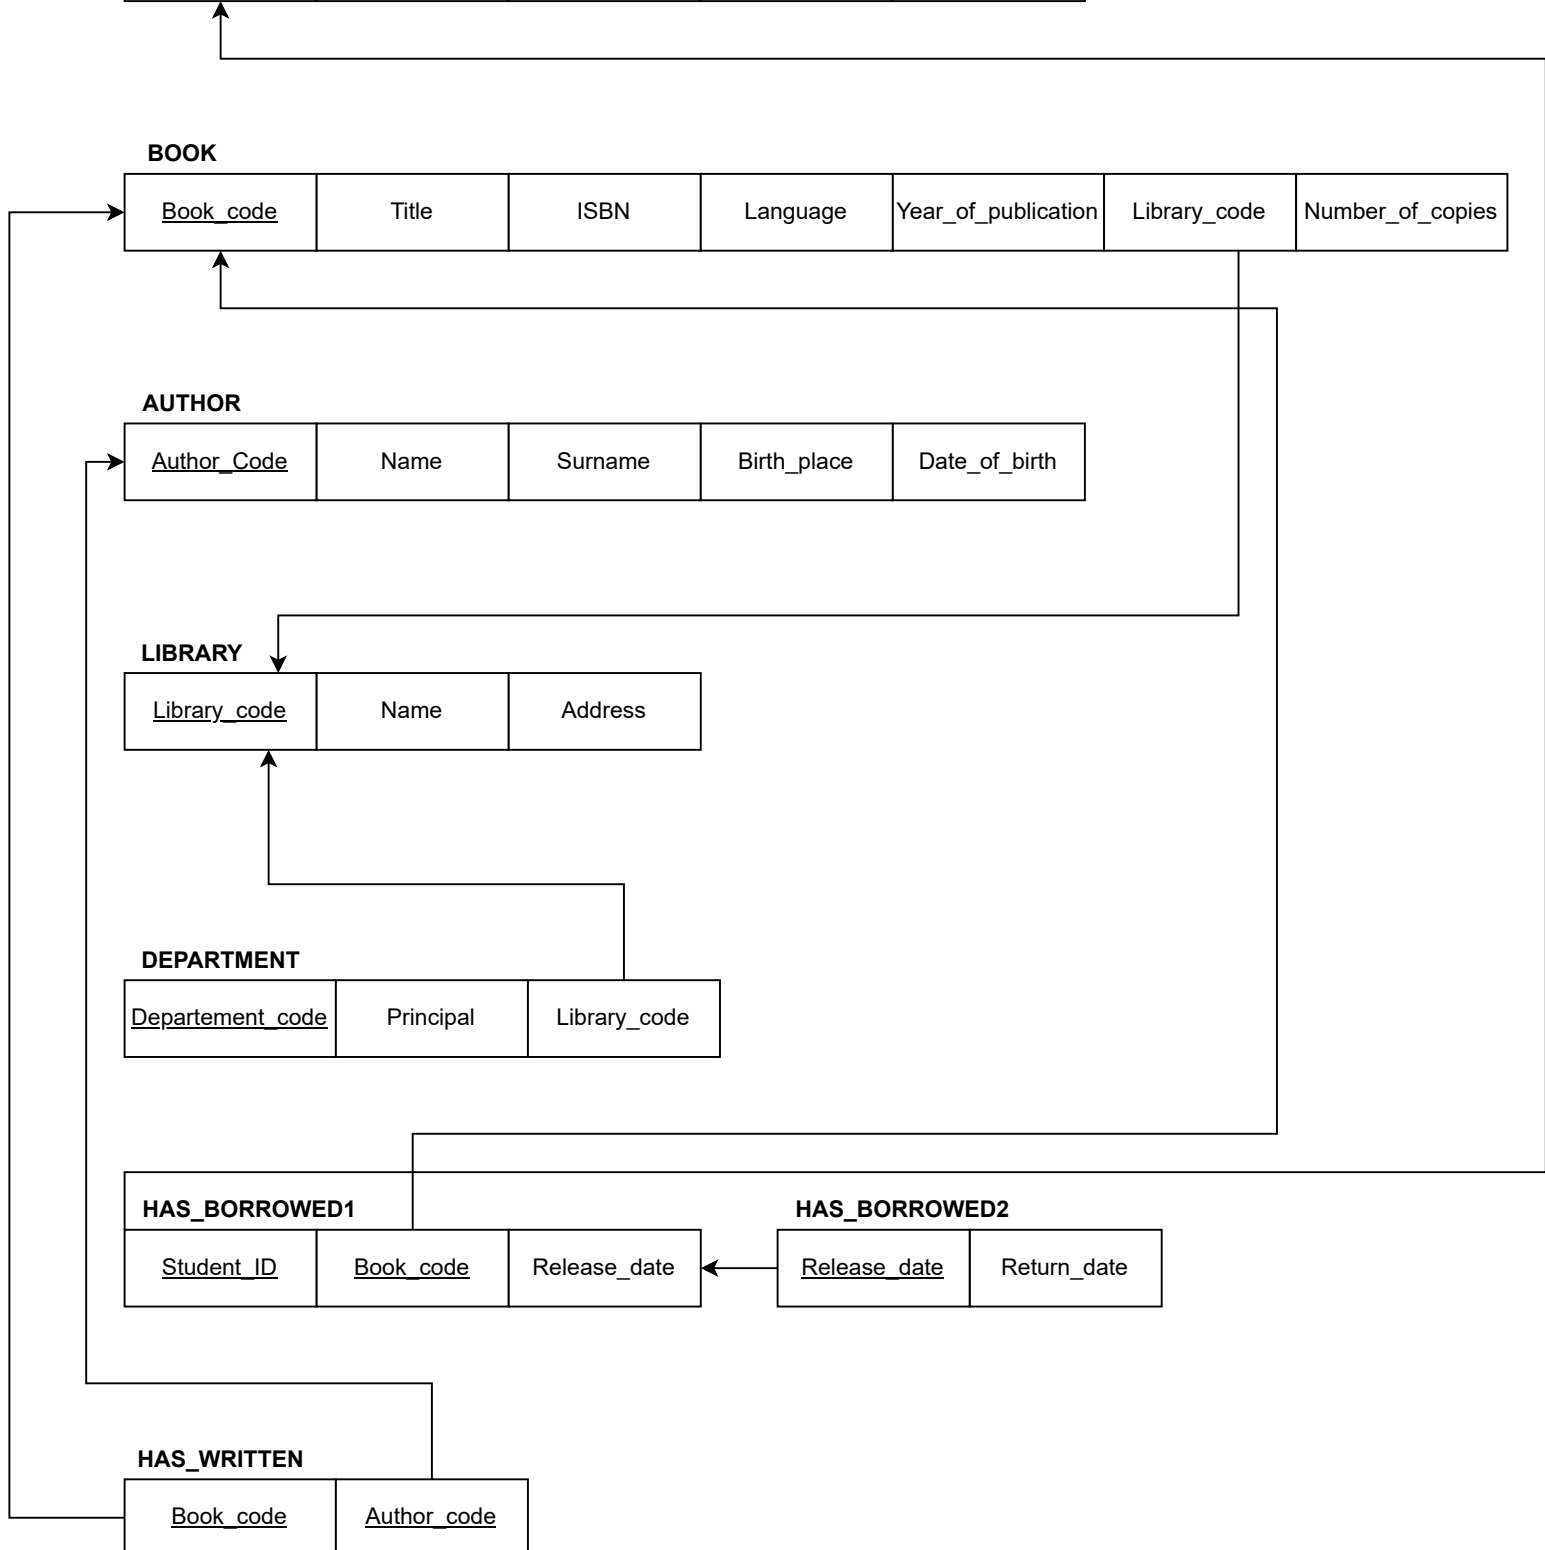 BOOK
Book_code Title ISBN Language Year_of_publication Library_code Number_of_copies
AUTHOR
Author_Code Name Surname Birth_place Date_of_birth
LIBRARY
Library_code Name Address
DEPARTMENT
Departement_code Principal Library_code
HAS_BORROWED1 HAS_BORROWED2
Student_ID Book_code Release_date Release_date Return_date
HAS_WRITTEN
Book_code Author_code